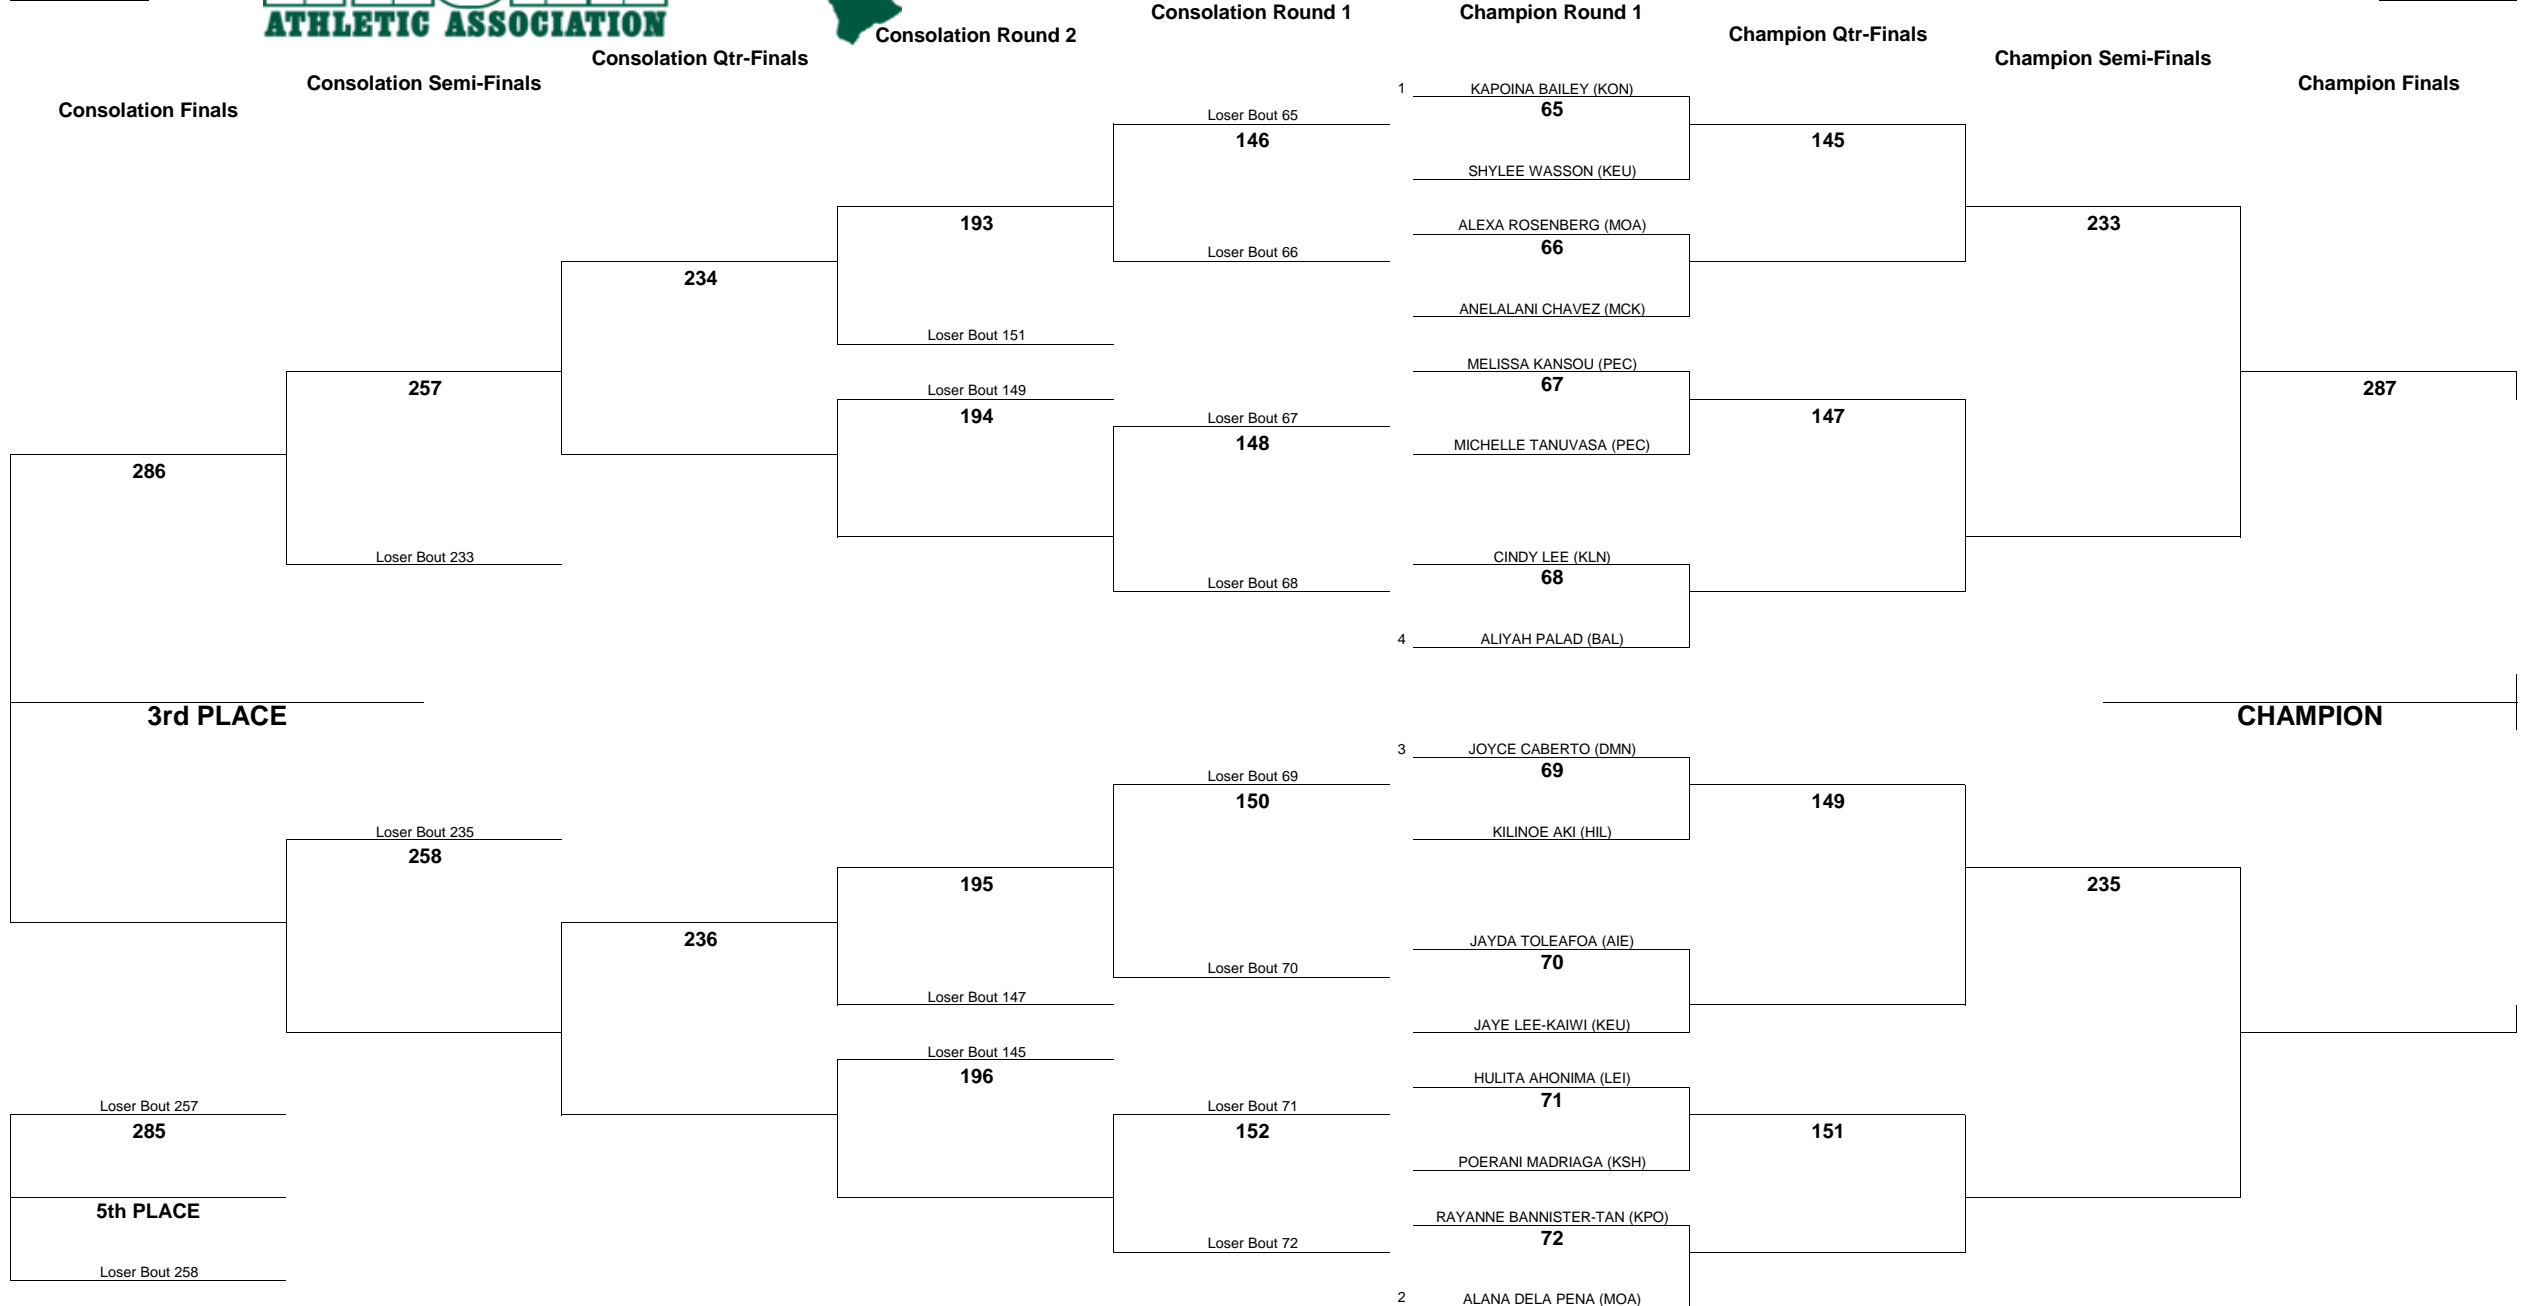 ATHLETIC ASSOCIATION
Consolation Round 1
Champion Round 1
Consolation Round 2
Champion Qtr-Finals
Consolation Qtr-Finals
Champion Semi-Finals
Consolation Semi-Finals
Champion Finals
Consolation Finals
1 KAPOINA BAILEY (KON)
65
Loser Bout 65
146
145
SHYLEE WASSON (KEU)
193
ALEXA ROSENBERG (MOA)
233
66
Loser Bout 66
234
ANELALANI CHAVEZ (MCK)
Loser Bout 151
MELISSA KANSOU (PEC)
257
Loser Bout 149
67
287
194
Loser Bout 67
147
148
MICHELLE TANUVASA (PEC)
286
Loser Bout 233
CINDY LEE (KLN)
68
Loser Bout 68
4 ALIYAH PALAD (BAL)
3rd PLACE
CHAMPION
3 JOYCE CABERTO (DMN)
69
Loser Bout 69
150
149
Loser Bout 235
KILINOE AKI (HIL)
258
195
235
236
JAYDA TOLEAFOA (AIE)
70
Loser Bout 70
Loser Bout 147
JAYE LEE-KAIWI (KEU)
Loser Bout 145
196
HULITA AHONIMA (LEI)
71
Loser Bout 257
Loser Bout 71
285
152
151
POERANI MADRIAGA (KSH)
5th PLACE
RAYANNE BANNISTER-TAN (KPO)
72
Loser Bout 72
Loser Bout 258
2 ALANA DELA PENA (MOA)